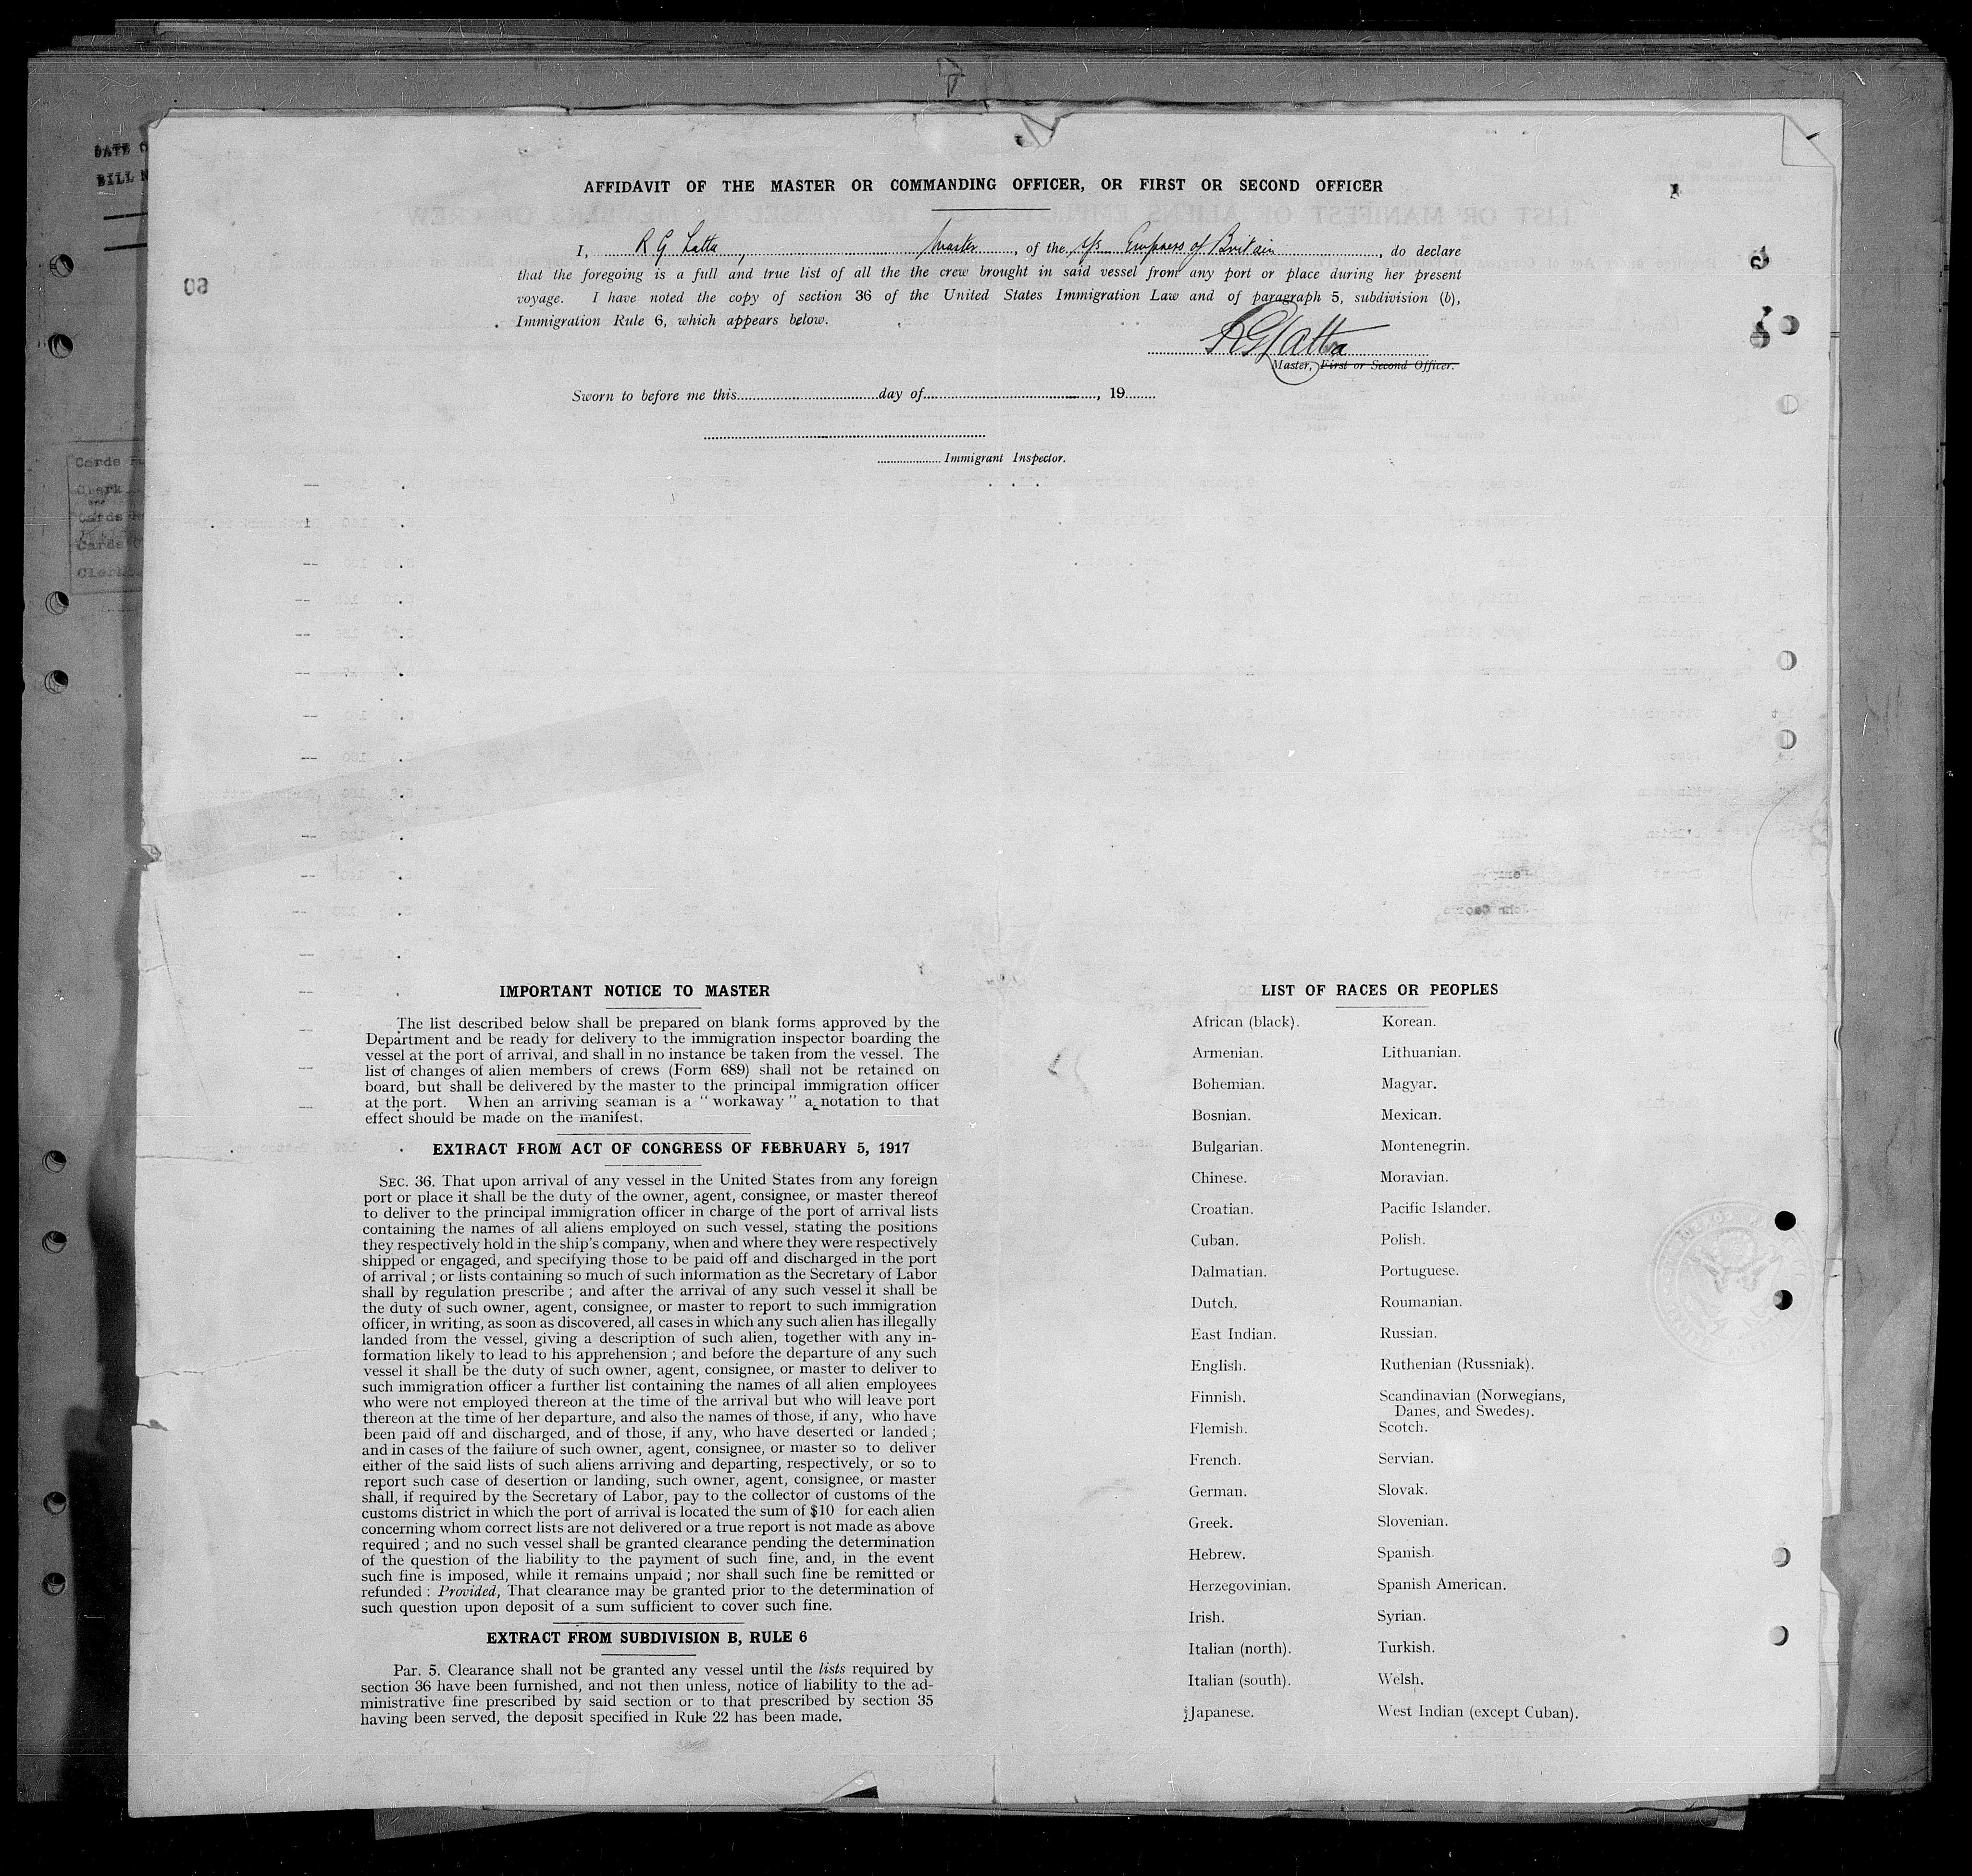 DATE O
BILL N
Cards
Clerk
Cards
Cards
Clerk
AFFIDAVIT OF THE MASTER OR COMMANDING OFFICER, OR FIRST OR SECOND OFFICER
I, R G Latta, Master, of the s/s Empress of Britain, do declare
that the foregoing is a full and true list of all the the crew brought in said vessel from any port or place during her present
voyage. I have noted the copy of section 36 of the United States Immigration Law and of paragraph 5, subdivision (b),
Immigration Rule 6, which appears below.
RG Latta
Master, First or Second Officer.
Sworn to before me this day of , 19
Immigrant Inspector.
IMPORTANT NOTICE TO MASTER
The list described below shall be prepared on blank forms approved by the
Department and be ready for delivery to the immigration inspector boarding the
vessel at the port of arrival, and shall in no instance be taken from the vessel. The
list of changes of alien members of crews (Form 689) shall not be retained on
board, but shall be delivered by the master to the principal immigration officer
at the port. When an arriving seaman is a "workaway" a notation to that
effect should be made on the manifest.
EXTRACT FROM ACT OF CONGRESS OF FEBRUARY 5, 1917
SEC. 36. That upon arrival of any vessel in the United States from any foreign
port or place it shall be the duty of the owner, agent, consignee, or master thereof
to deliver to the principal immigration officer in charge of the port of arrival lists
containing the names of all aliens employed on such vessel, stating the positions
they respectively hold in the ship's company, when and where they were respectively
shipped or engaged, and specifying those to be paid off and discharged in the port
of arrival ; or lists containing so much of such information as the Secretary of Labor
shall by regulation prescribe ; and after the arrival of any such vessel it shall be
the duty of such owner, agent, consignee, or master to report to such immigration
officer, in writing, as soon as discovered, all cases in which any such alien has illegally
landed from the vessel, giving a description of such alien, together with any in-
formation likely to lead to his apprehension ; and before the departure of any such
vessel it shall be the duty of such owner, agent, consignee, or master to deliver to
such immigration officer a further list containing the names of all alien employees
who were not employed thereon at the time of the arrival but who will leave port
thereon at the time of her departure, and also the names of those, if any, who have
been paid off and discharged, and of those, if any, who have deserted or landed ;
and in cases of the failure of such owner, agent, consignee, or master so to deliver
either of the said lists of such aliens arriving and departing, respectively, or so to
report such case of desertion or landing, such owner, agent, consignee, or master
shall, if required by the Secretary of Labor, pay to the collector of customs of the
customs district in which the port of arrival is located the sum of $10 for each alien
concerning whom correct lists are not delivered or a true report is not made as above
required ; and no such vessel shall be granted clearance pending the determination
of the question of the liability to the payment of such fine, and, in the event
such fine is imposed, while it remains unpaid ; nor shall such fine be remitted or
refunded : Provided, That clearance may be granted prior to the determination of
such question upon deposit of a sum sufficient to cover such fine.
EXTRACT FROM SUBDIVISION B, RULE 6
Par. 5. Clearance shall not be granted any vessel until the lists required by
section 36 have been furnished, and not then unless, notice of liability to the ad-
ministrative fine prescribed by said section or to that prescribed by section 35
having been served, the deposit specified in Rule 22 has been made.
LIST OF RACES OR PEOPLES
African (black). Korean.
Armenian. Lithuanian.
Bohemian. Magyar.
Bosnian. Mexican.
Bulgarian. Montenegrin.
Chinese. Moravian.
Croatian. Pacific Islander.
Cuban. Polish.
Dalmatian. Portuguese.
Dutch. Roumanian.
East Indian. Russian.
English. Ruthenian (Russniak).
Finnish. Scandinavian (Norwegians,
Danes, and Swedes).
Flemish. Scotch.
French. Servian.
German. Slovak.
Greek. Slovenian.
Hebrew. Spanish.
Herzegovinian. Spanish American.
Irish. Syrian.
Italian (north). Turkish.
Italian (south). Welsh.
Japanese. West Indian (except Cuban).